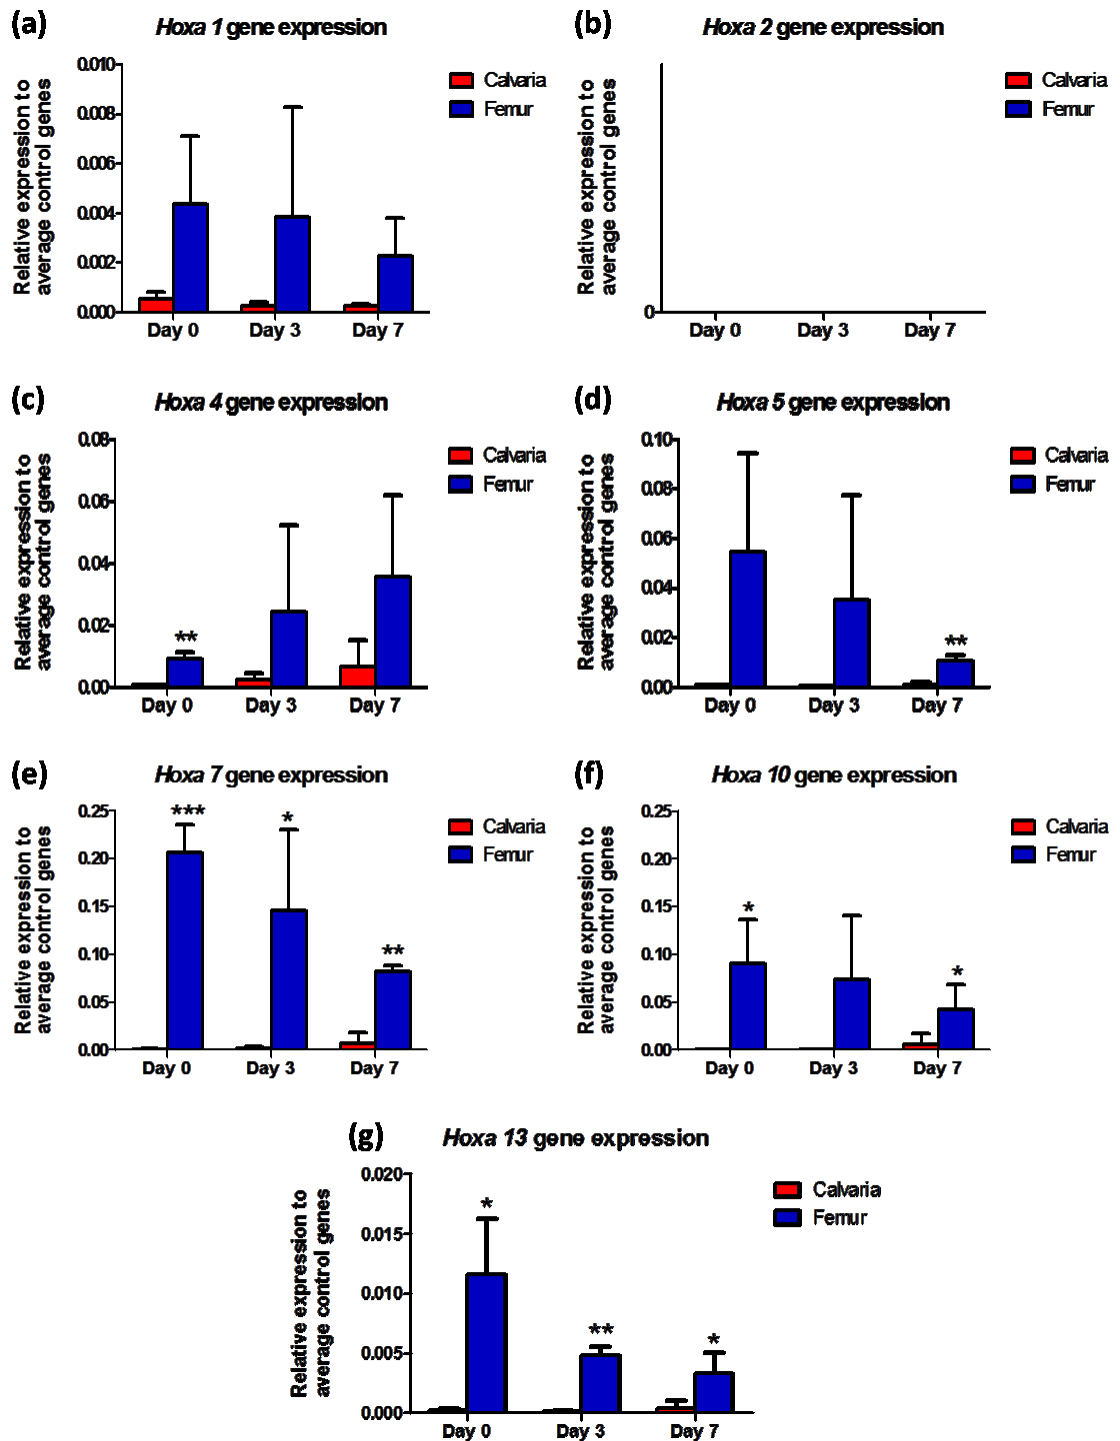 (a)
Hoxa 1 gene expression
Relative expression to
average control genes
0.010
0.008
0.006
0.004
0.002
0.000
Day 0 Day 3 Day 7
Calvaria
Femur
(b)
Hoxa 2 gene expression
Relative expression to
average control genes
0
Day 0 Day 3 Day 7
Calvaria
Femur
(c)
Hoxa 4 gene expression
Relative expression to
average control genes
0.08
0.06
0.04
0.02
0.00
**
Day 0 Day 3 Day 7
Calvaria
Femur
(d)
Hoxa 5 gene expression
Relative expression to
average control genes
0.10
0.08
0.06
0.04
0.02
0.00
**
Day 0 Day 3 Day 7
Calvaria
Femur
(e)
Hoxa 7 gene expression
Relative expression to
average control genes
0.25
0.20
0.15
0.10
0.05
0.00
*** * **
Day 0 Day 3 Day 7
Calvaria
Femur
(f)
Hoxa 10 gene expression
Relative expression to
average control genes
0.25
0.20
0.15
0.10
0.05
0.00
* *
Day 0 Day 3 Day 7
Calvaria
Femur
(g)
Hoxa 13 gene expression
Relative expression to
average control genes
0.020
0.015
0.010
0.005
0.000
* ** *
Day 0 Day 3 Day 7
Calvaria
Femur